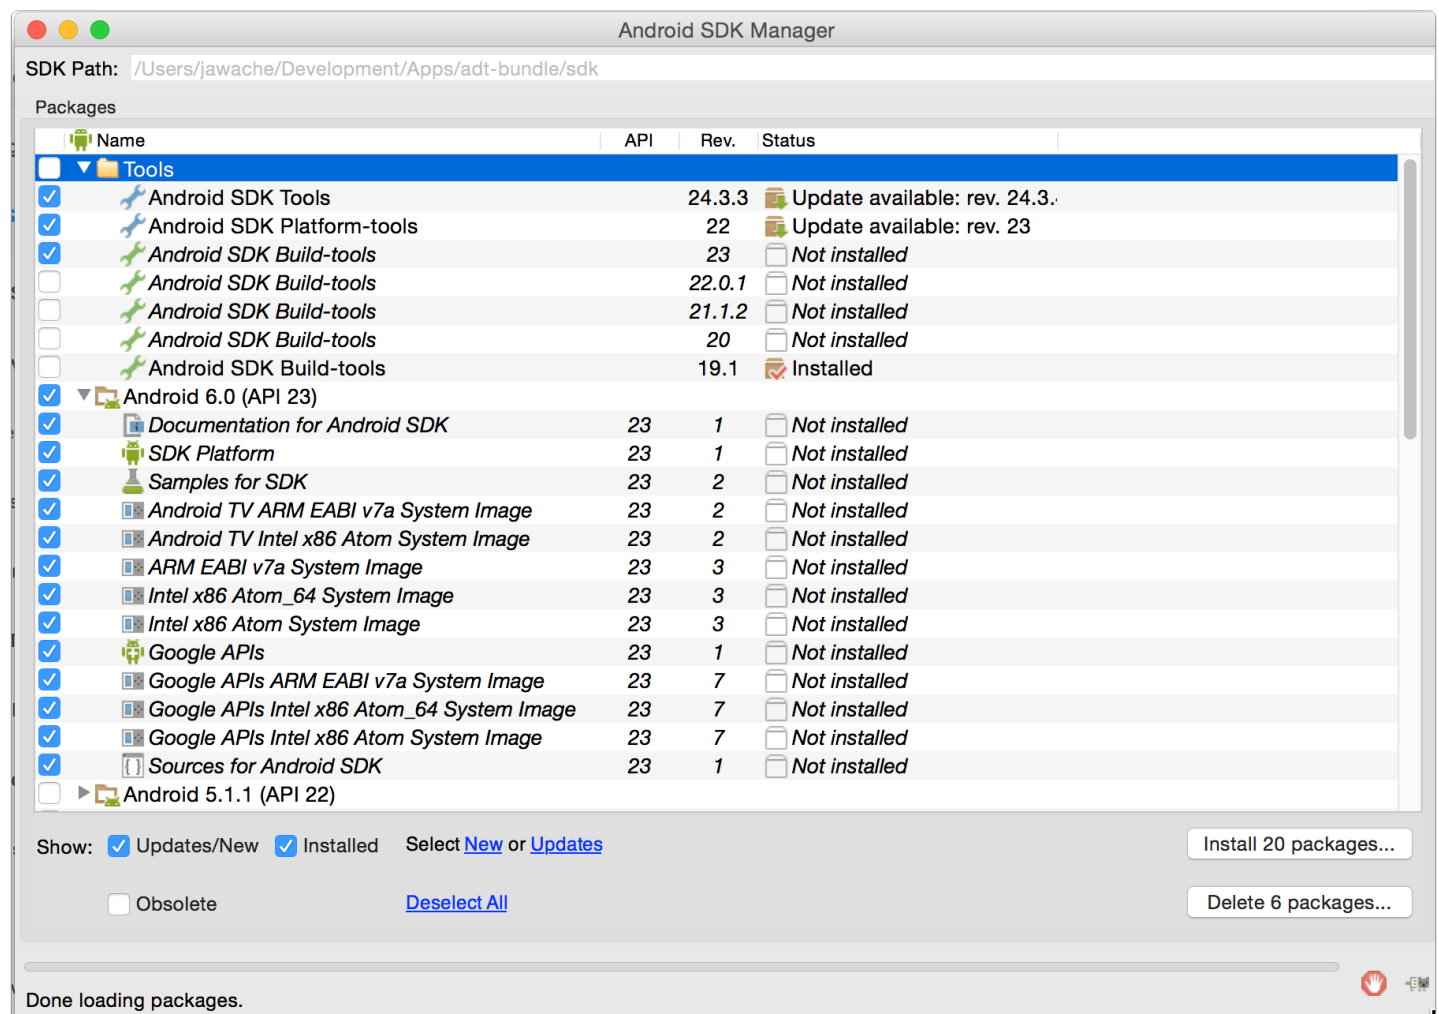 Android SDK Manager
SDK Path: /Users/jawache/Development/Apps/adt-bundle/sdk
Packages
Name API Rev. Status
Tools
Android SDK Tools 24.3.3 Update available: rev. 24.3.
Android SDK Platform-tools 22 Update available: rev. 23
Android SDK Build-tools 23 Not installed
Android SDK Build-tools 22.0.1 Not installed
Android SDK Build-tools 21.1.2 Not installed
Android SDK Build-tools 20 Not installed
Android SDK Build-tools 19.1 Installed
Android 6.0 (API 23)
Documentation for Android SDK 23 1 Not installed
SDK Platform 23 1 Not installed
Samples for SDK 23 2 Not installed
Android TV ARM EABI v7a System Image 23 2 Not installed
Android TV Intel x86 Atom System Image 23 2 Not installed
ARM EABI v7a System Image 23 3 Not installed
Intel x86 Atom_64 System Image 23 3 Not installed
Intel x86 Atom System Image 23 3 Not installed
Google APIs 23 1 Not installed
Google APIs ARM EABI v7a System Image 23 7 Not installed
Google APIs Intel x86 Atom_64 System Image 23 7 Not installed
Google APIs Intel x86 Atom System Image 23 7 Not installed
Sources for Android SDK 23 1 Not installed
Android 5.1.1 (API 22)
Show: Updates/New Installed Select New or Updates Install 20 packages...
Obsolete Deselect All Delete 6 packages...
Done loading packages.